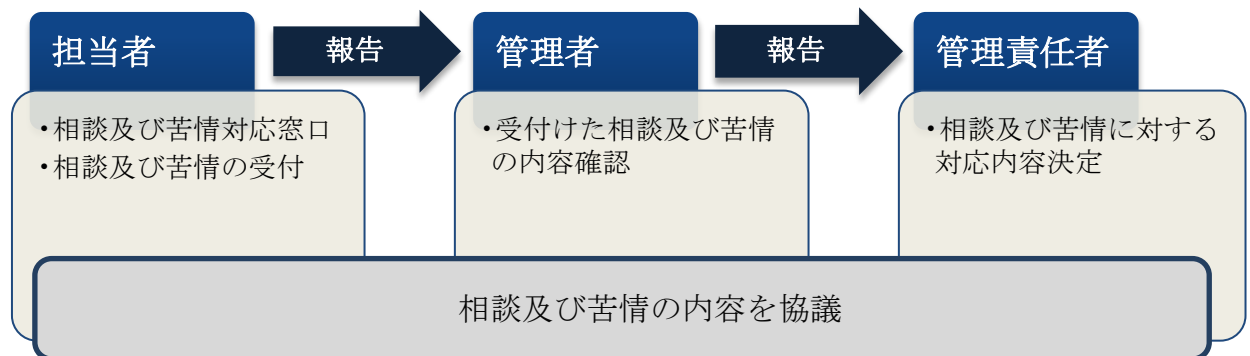 担当者
報告
管理者
報告
管理責任者
・相談及び苦情対応窓口
・相談及び苦情の受付
・受付けた相談及び苦情
の内容確認
・相談及び苦情に対する
対応内容決定
相談及び苦情の内容を協議